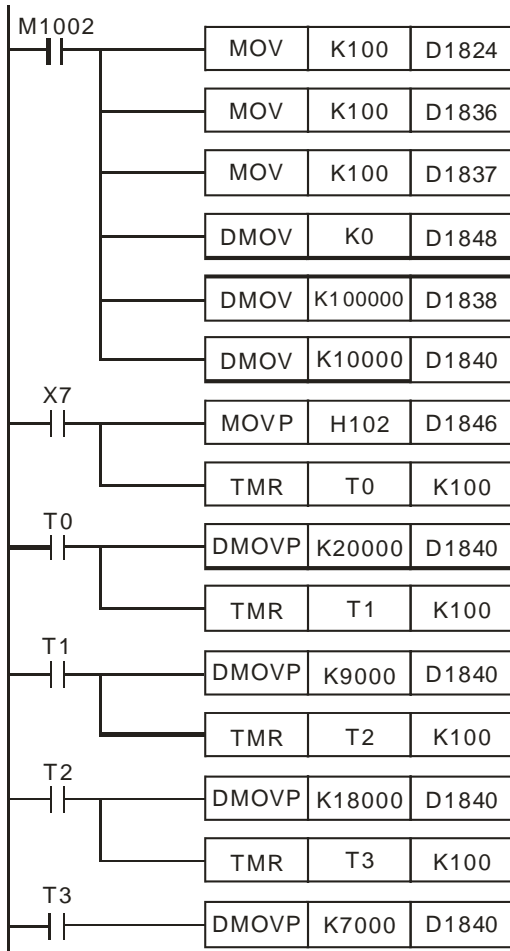 M1002
MOV K100 D1824
MOV K100 D1836
MOV K100 D1837
DMOV K0 D1848
DMOV K100000 D1838
DMOV K10000 D1840
X7
MOVP H102 D1846
TMR T0 K100
T0
DMOVP K20000 D1840
TMR T1 K100
T1
DMOVP K9000 D1840
TMR T2 K100
T2
DMOVP K18000 D1840
TMR T3 K100
T3
DMOVP K7000 D1840